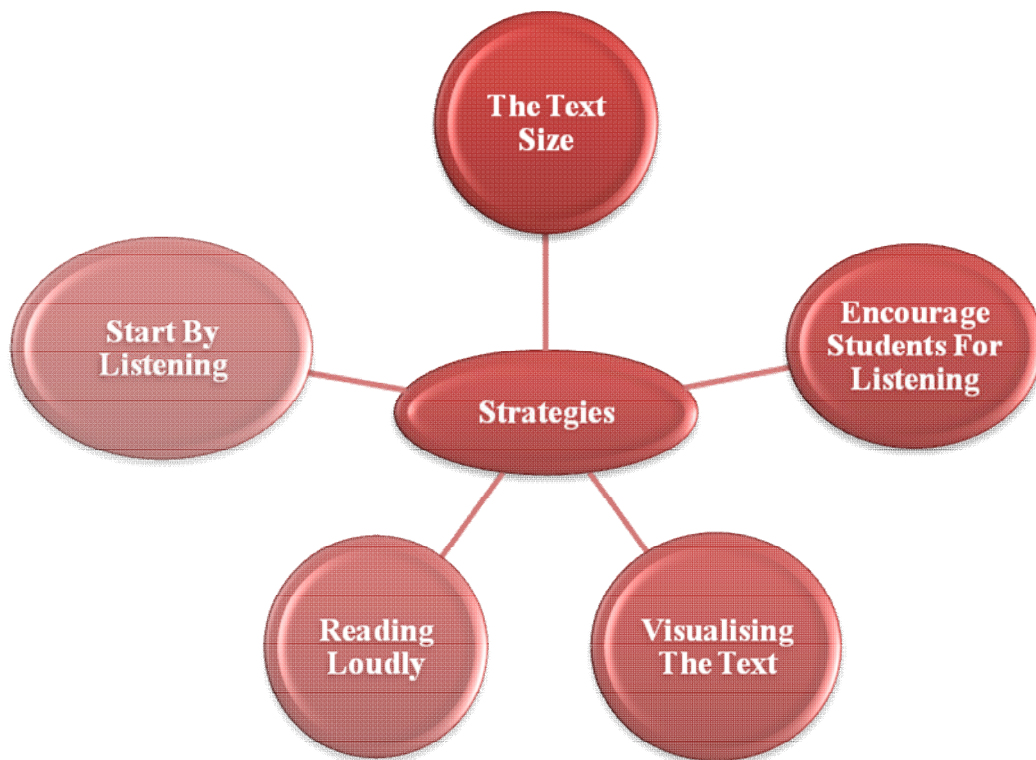 The Text
Size
Encourage
Students For
Listening
Start By
Listening
Strategies
Reading
Loudly
Visualising
The Text